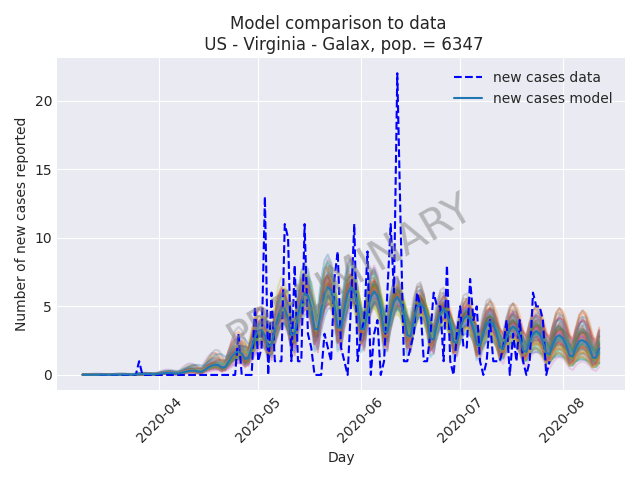 Model comparison to data
US - Virginia - Galax, pop. = 6347
Number of new cases reported
new cases data
new cases model
PRELIMINARY
20
15
10
5
0
2020-04
2020-05
2020-06
2020-07
2020-08
Day